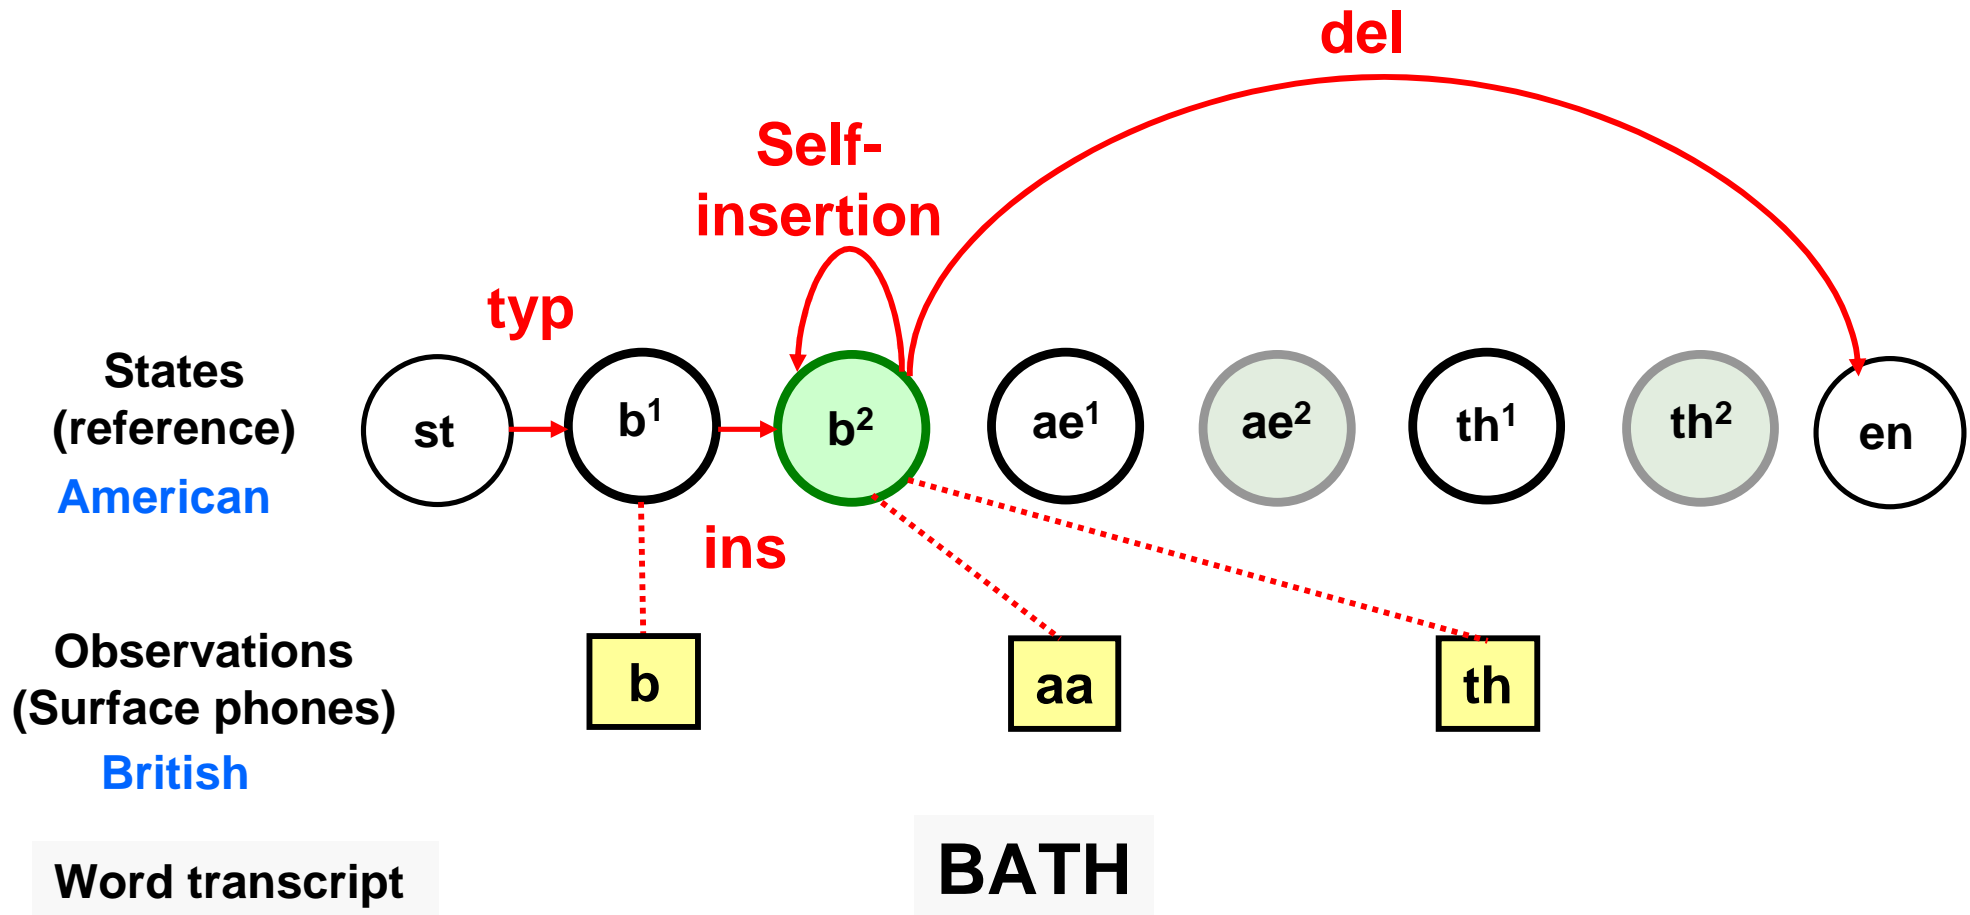 del
Self-
insertion
typ
States
(reference)
American
st
b¹
b²
ae¹
ae²
th¹
th²
en
ins
Observations
(Surface phones)
British
b
aa
th
Word transcript
BATH